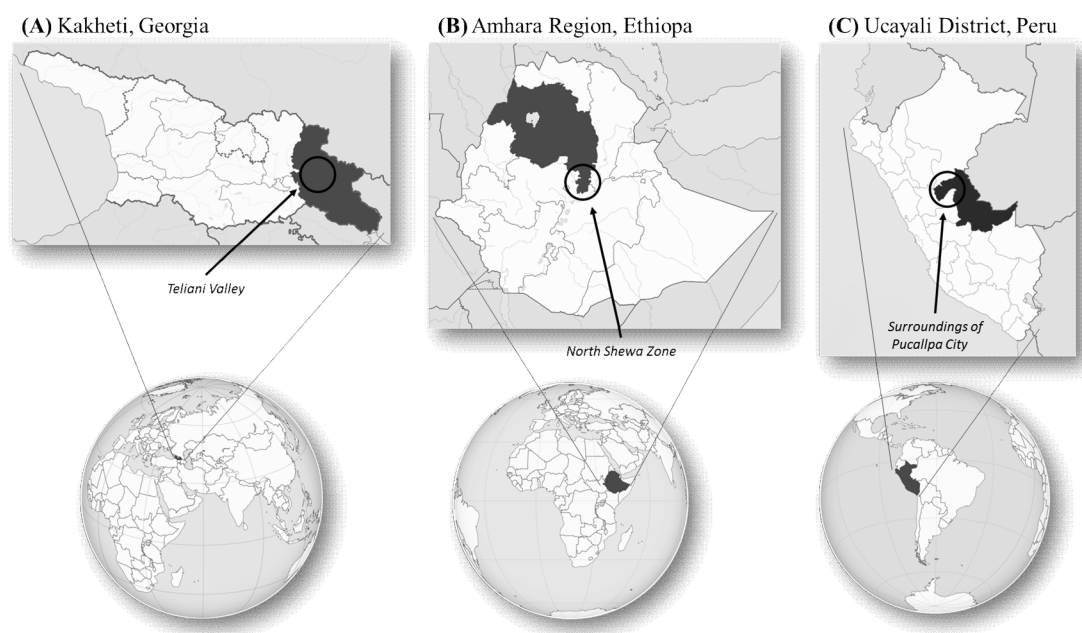 (A) Kakheti, Georgia
(B) Amhara Region, Ethiopa
(C) Ucayali District, Peru
Teliani Valley
North Shewa Zone
Surroundings of
Pucallpa City